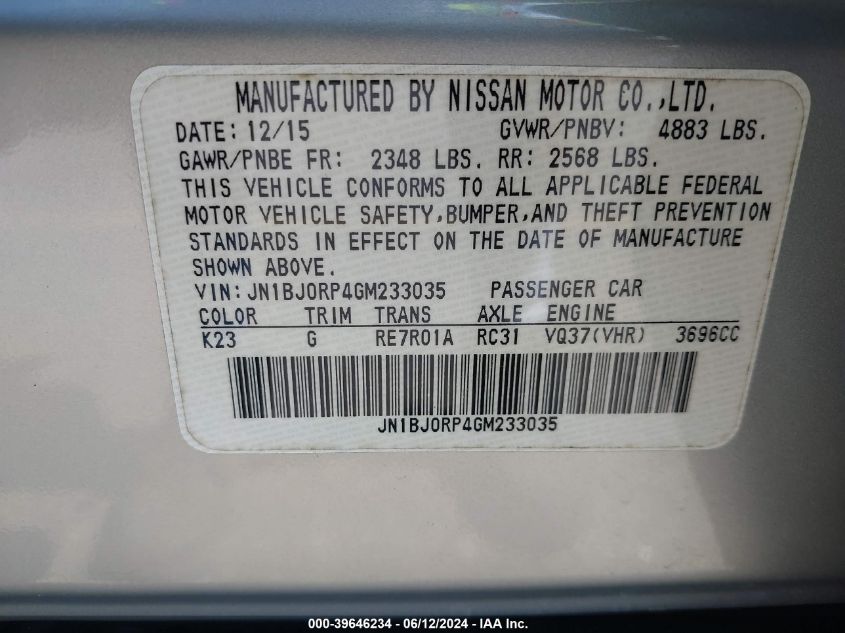 MANUFACTURED BY NISSAN MOTOR CO.,LTD.
DATE: 12/15 GVWR/PNBV: 4883 LBS.
GAWR/PNBE FR: 2348 LBS. RR: 2568 LBS.
THIS VEHICLE CONFORMS TO ALL APPLICABLE FEDERAL
MOTOR VEHICLE SAFETY,BUMPER,AND THEFT PREVENTION
STANDARDS IN EFFECT ON THE DATE OF MANUFACTURE
SHOWN ABOVE.
VIN: JN1BJ0RP4GM233035 PASSENGER CAR
COLOR TRIM TRANS AXLE ENGINE
K23 G RE7R01A RC31 VQ37(VHR) 3696CC
JN1BJ0RP4GM233035
000-39646234 - 06/12/2024 - IAA Inc.